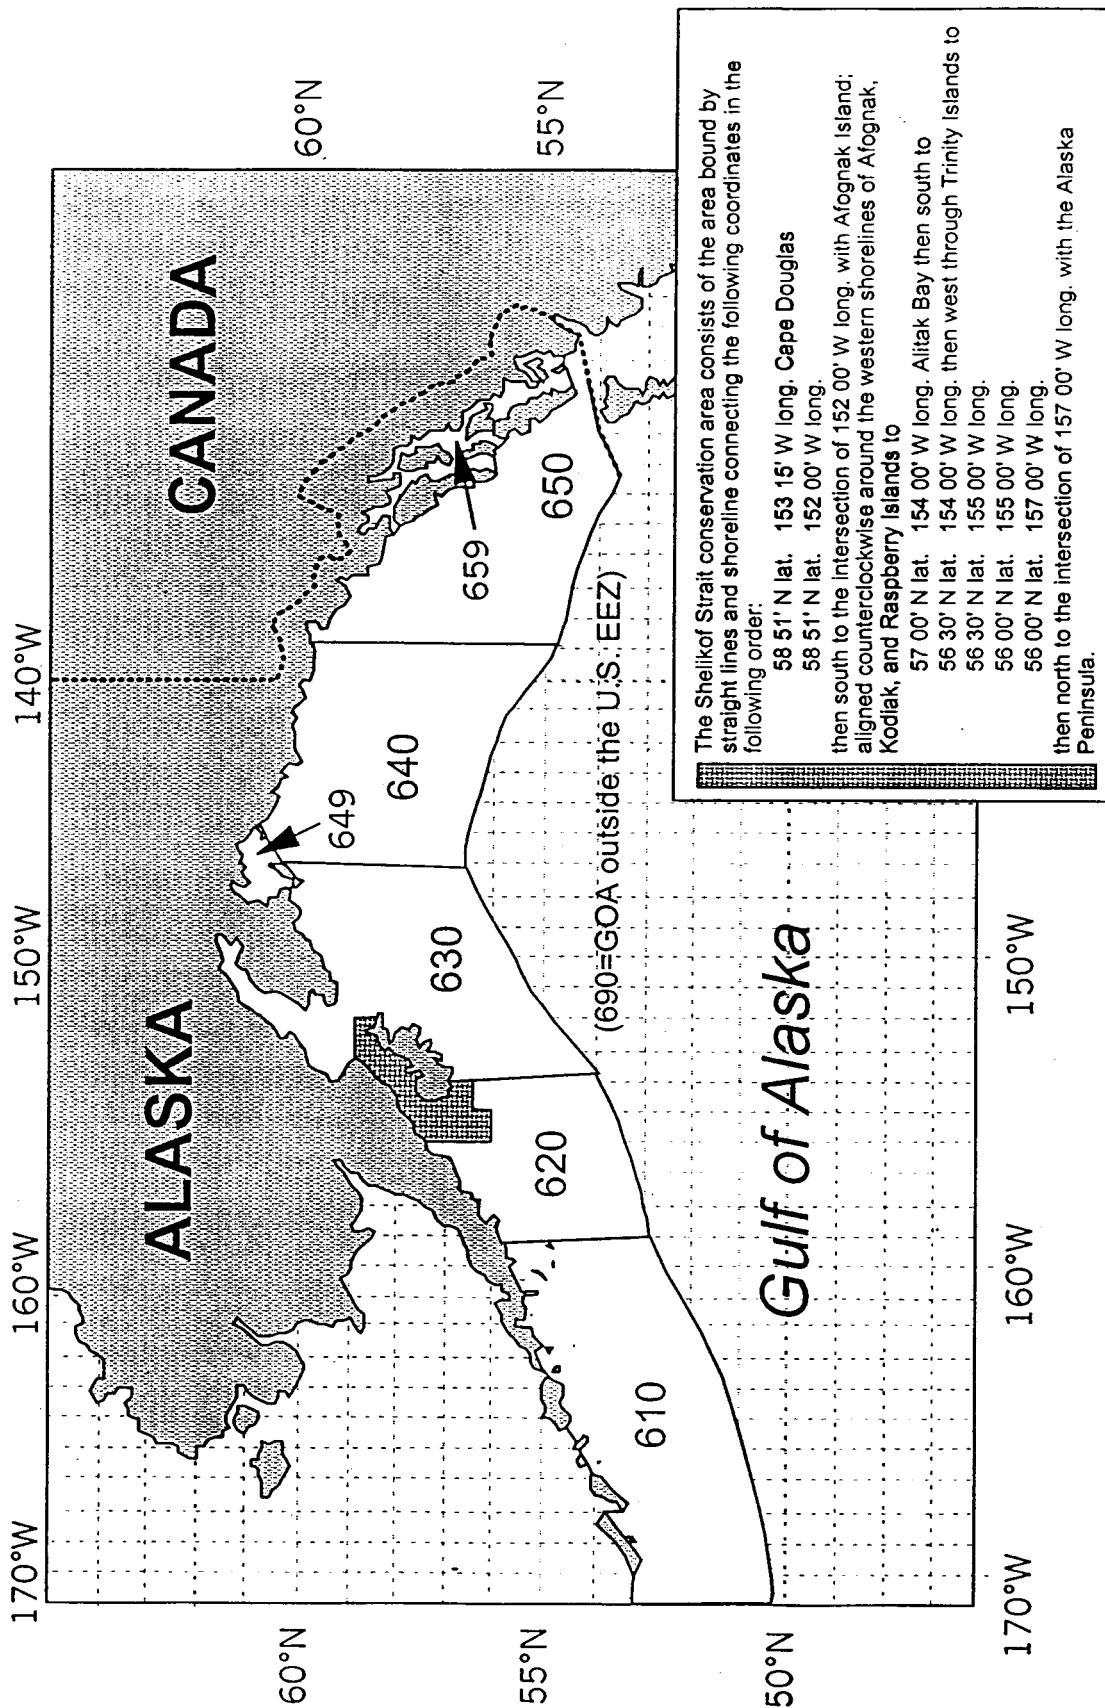 170°W
160°W
150°W
140°W
ALASKA
CANADA
60°N
60°N
649
659
640
630
650
620
610
55°N
55°N
(690=GOA outside the U.S. EEZ)
Gulf of Alaska
50°N
170°W
160°W
150°W
The Shelikof Strait conservation area consists of the area bound by
straight lines and shoreline connecting the following coordinates in the
following order:
58 51' N lat. 153 15' W long. Cape Douglas
58 51' N lat. 152 00' W long.
then south to the intersection of 152 00' W long. with Afognak Island;
aligned counterclockwise around the western shorelines of Afognak,
Kodiak, and Raspberry Islands to
57 00' N lat. 154 00' W long. Alitak Bay then south to
56 30' N lat. 154 00' W long. then west through Trinity Islands to
56 30' N lat. 155 00' W long.
56 00' N lat. 155 00' W long.
56 00' N lat. 157 00' W long.
then north to the intersection of 157 00' W long. with the Alaska
Peninsula.